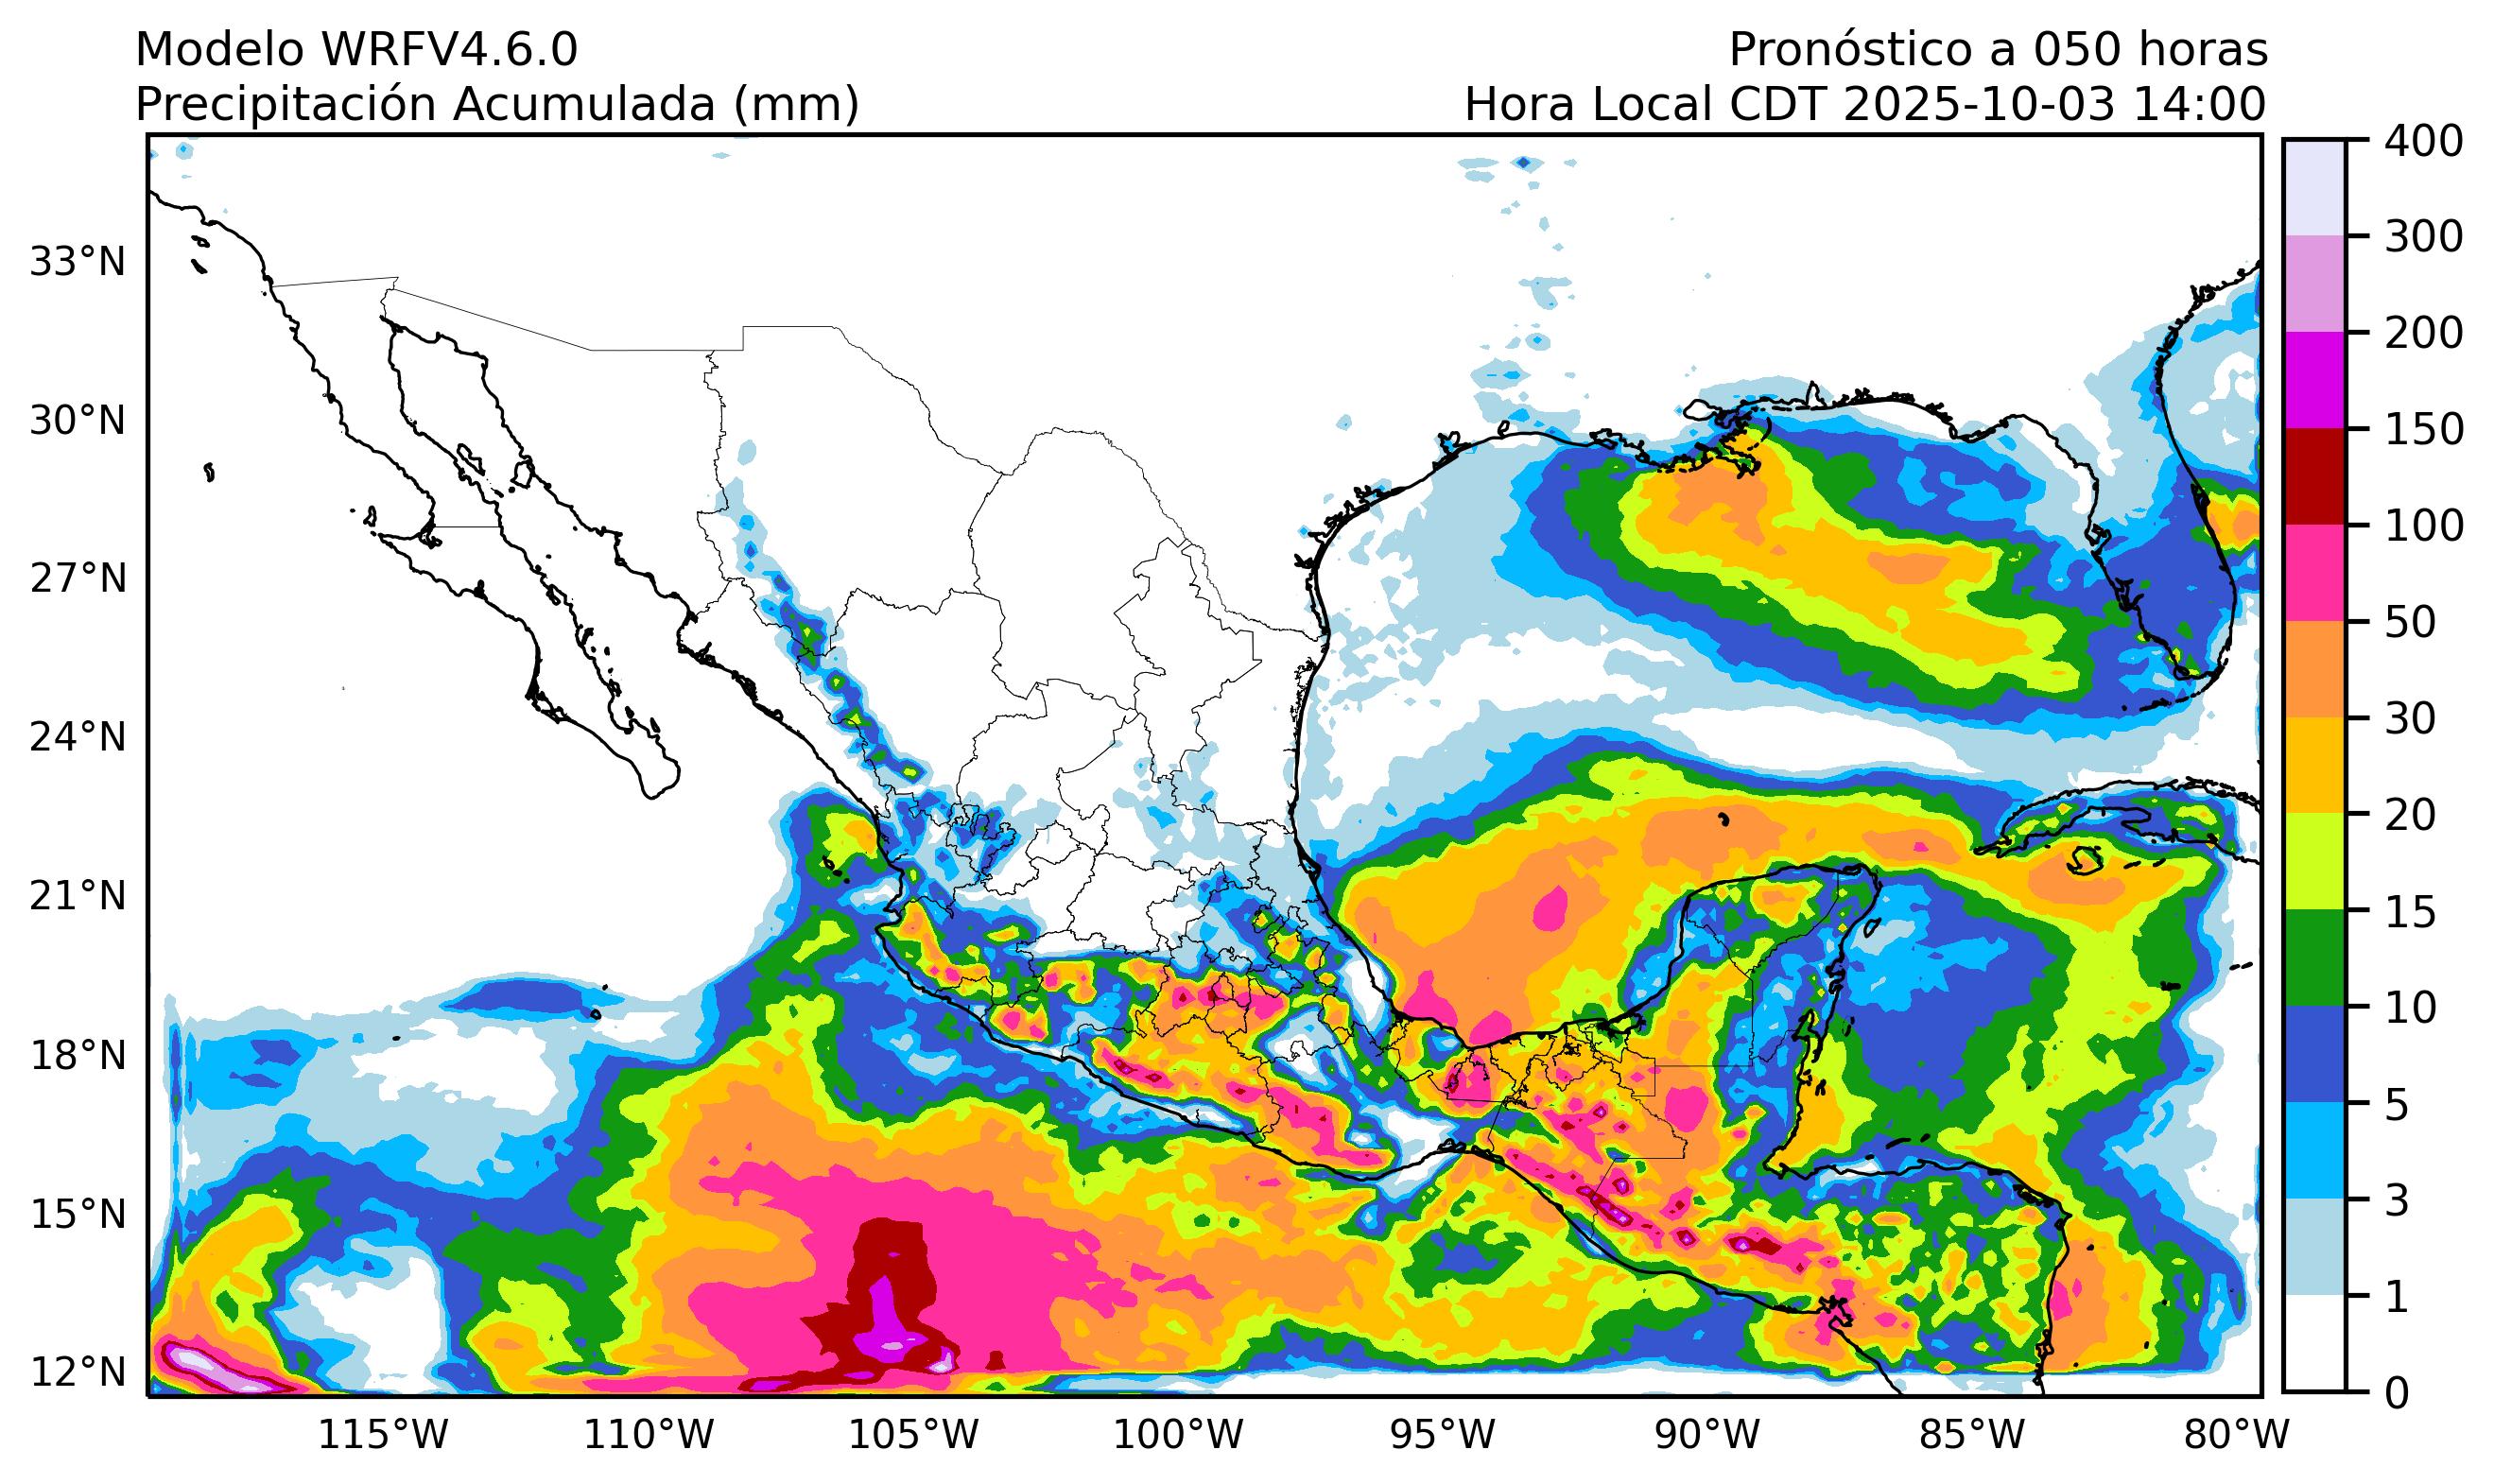 Modelo WRFV4.6.0
Pronóstico a 050 horas
Precipitación Acumulada (mm)
Hora Local CDT 2025-10-03 14:00
33°N
30°N
27°N
24°N
21°N
18°N
15°N
12°N
115°W
110°W
105°W
100°W
95°W
90°W
85°W
80°W
400
300
200
150
100
50
30
20
15
10
5
3
1
0